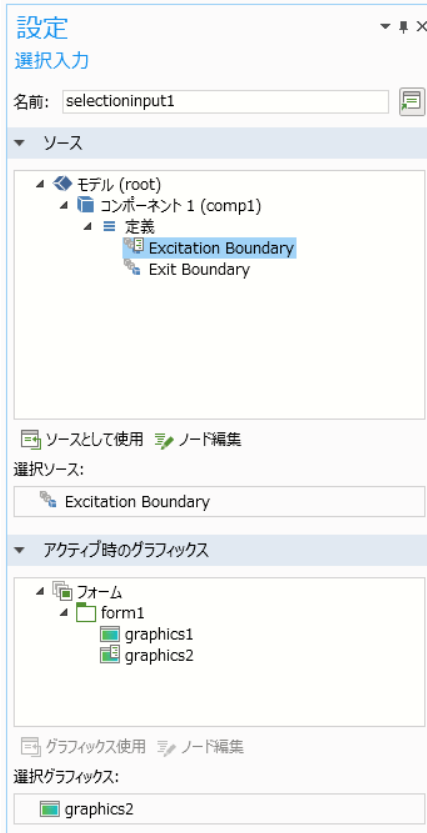 設定
選択入力
名前: selectioninput1
ソース
モデル (root)
コンポーネント 1 (comp1)
定義
Excitation Boundary
Exit Boundary
ソースとして使用 ノード編集
選択ソース:
Excitation Boundary
アクティブ時のグラフィックス
フォーム
form1
graphics1
graphics2
グラフィックス使用 ノード編集
選択グラフィックス:
graphics2